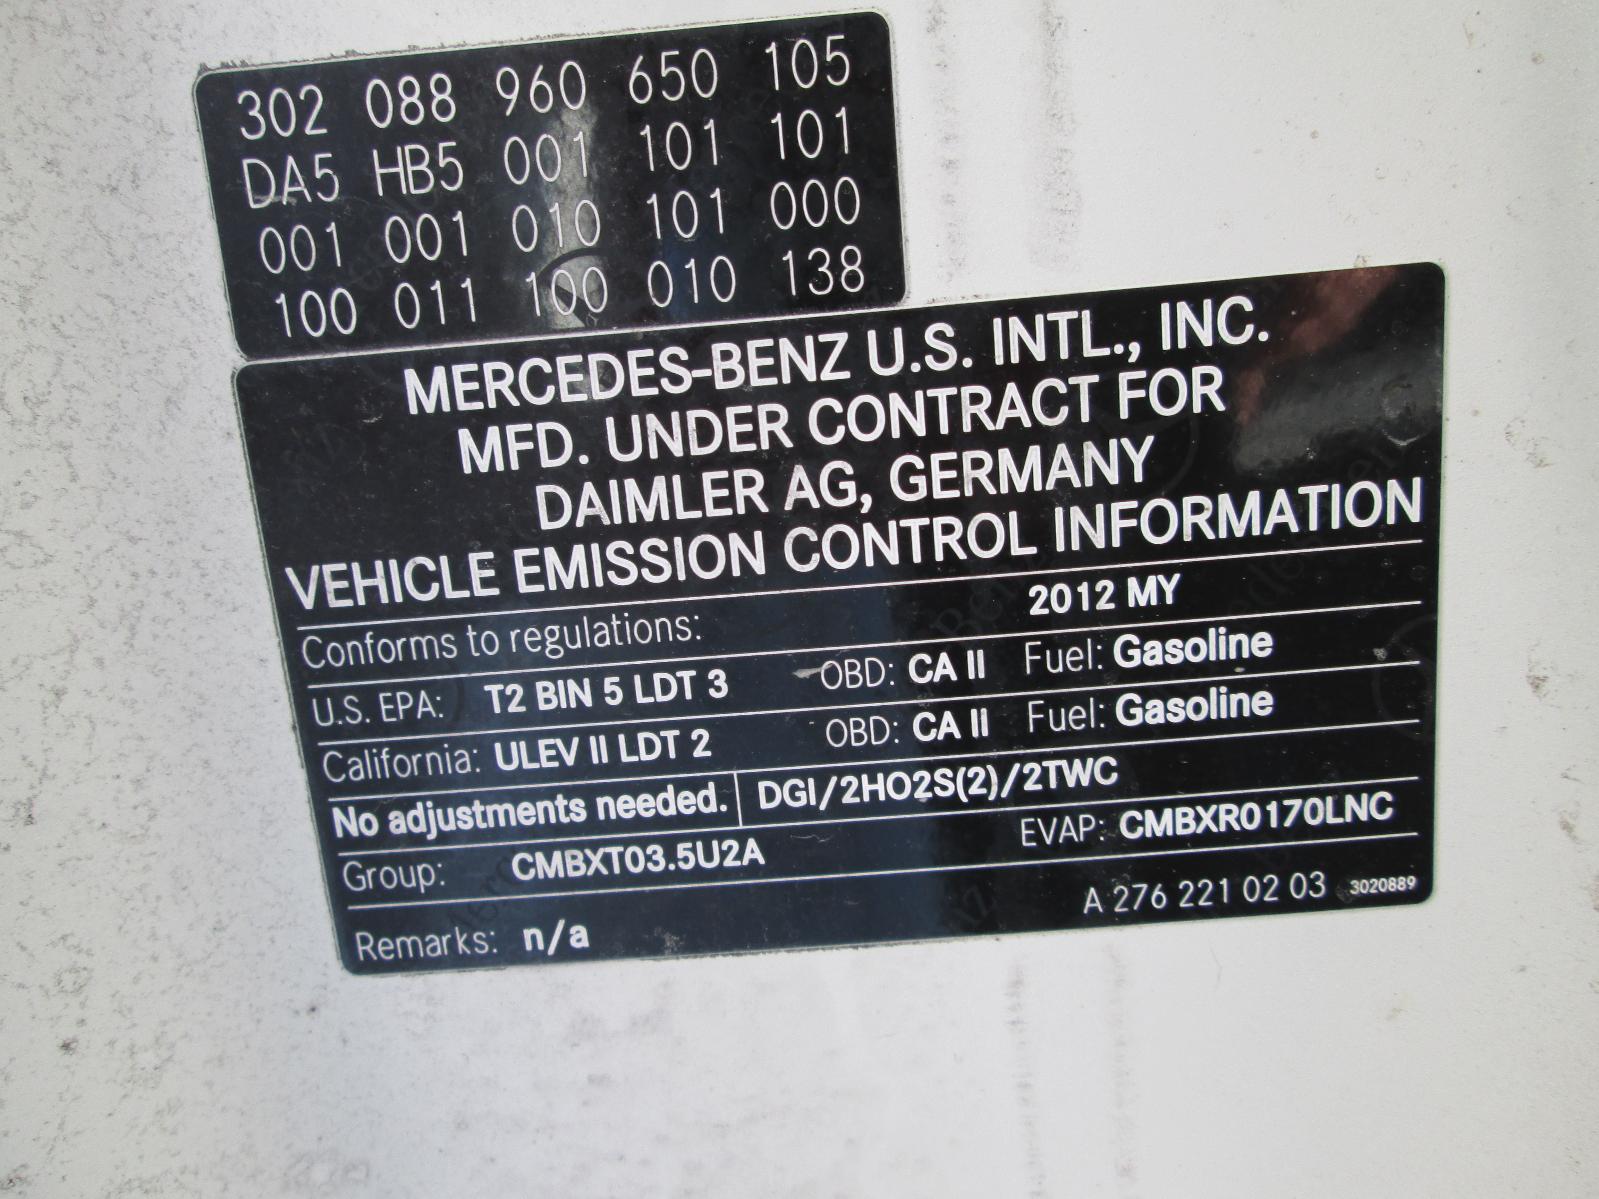 302 088 960 650 105
DA5 HB5 001 101 101
001 001 010 101 000
100 011 100 010 138
MERCEDES-BENZ U.S. INTL., INC.
MFD. UNDER CONTRACT FOR
DAIMLER AG, GERMANY
VEHICLE EMISSION CONTROL INFORMATION
Conforms to regulations: 2012 MY
U.S. EPA: T2 BIN 5 LDT 3 OBD: CA II Fuel: Gasoline
California: ULEV II LDT 2 OBD: CA II Fuel: Gasoline
No adjustments needed. DGI/2HO2S(2)/2TWC
Group: CMBXT03.5U2A EVAP: CMBXR0170LNC
Remarks: n/a A 276 221 02 03 3020889